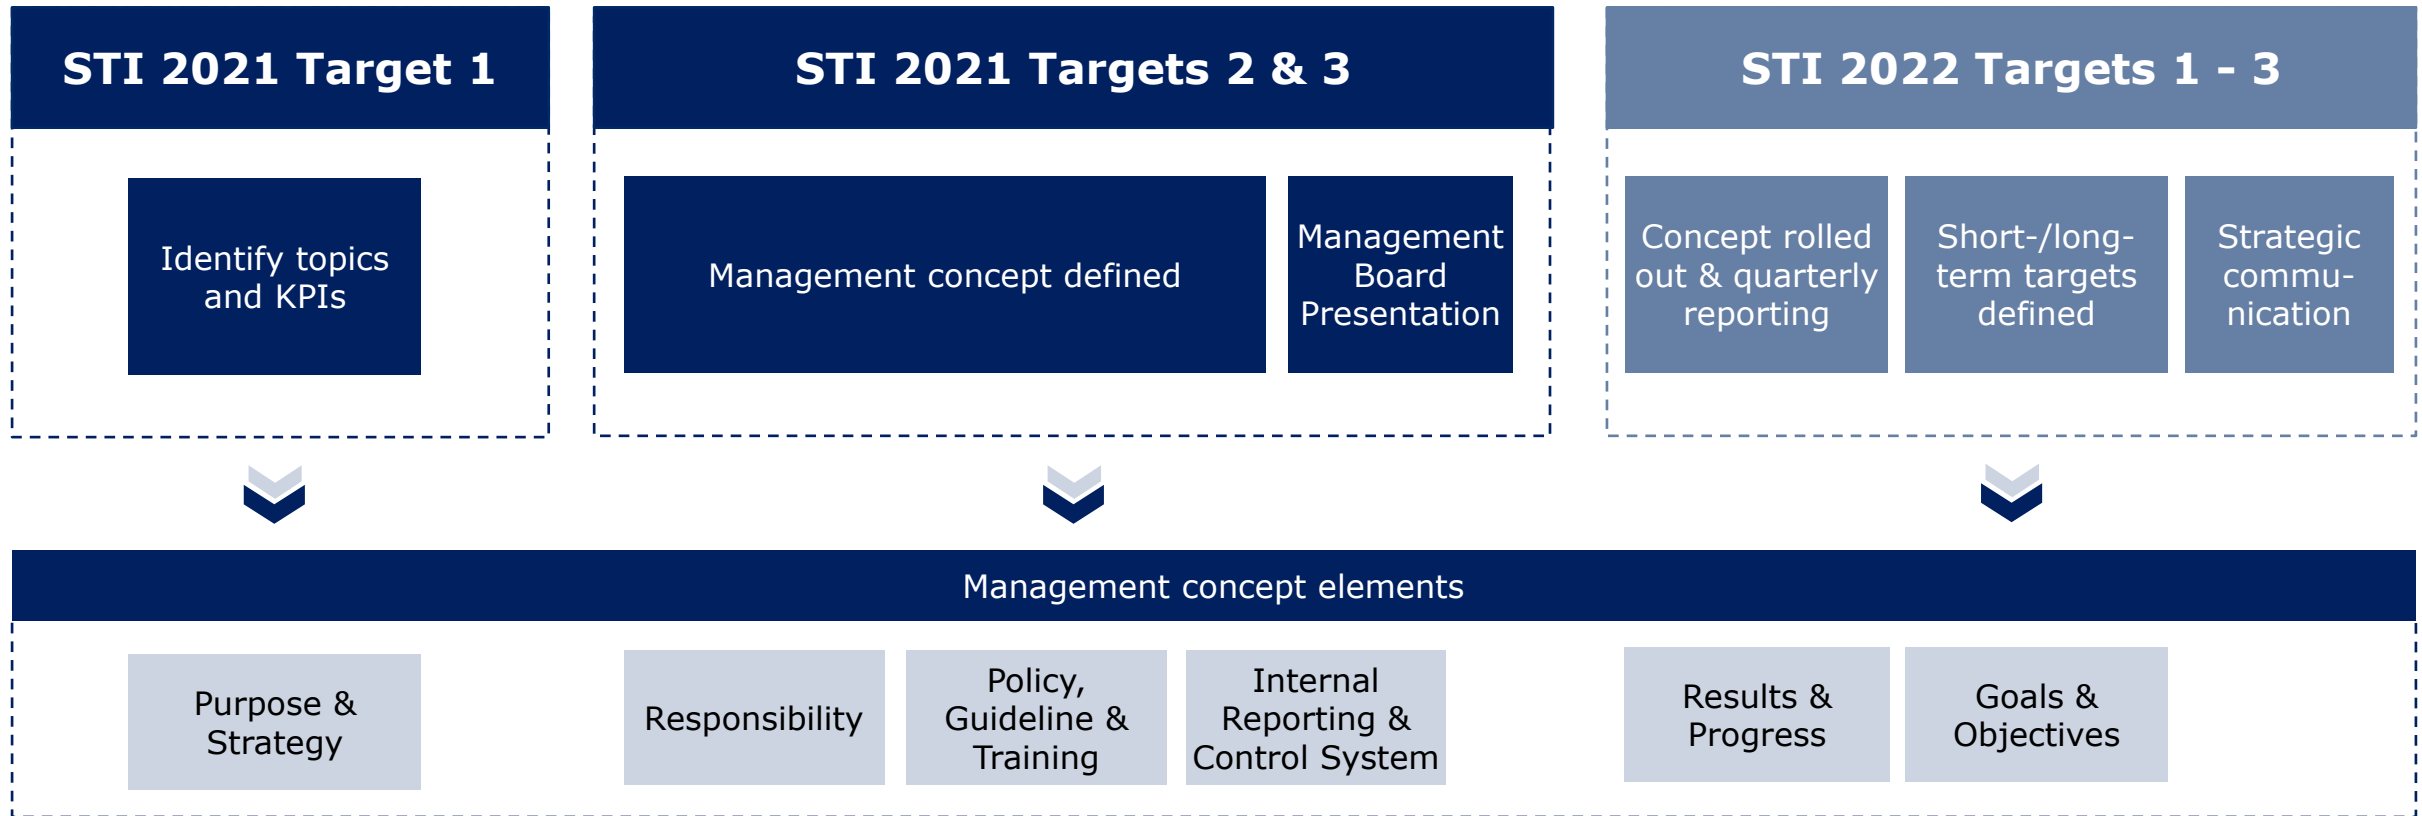 STI 2021 Target 1
STI 2021 Targets 2 & 3
STI 2022 Targets 1 - 3
Identify topics
and KPIs
Management concept defined
Management
Board
Presentation
Concept rolled
out & quarterly
reporting
Short-/long-
term targets
defined
Strategic
commu-
nication
Management concept elements
Purpose &
Strategy
Responsibility
Policy,
Guideline &
Training
Internal
Reporting &
Control System
Results &
Progress
Goals &
Objectives